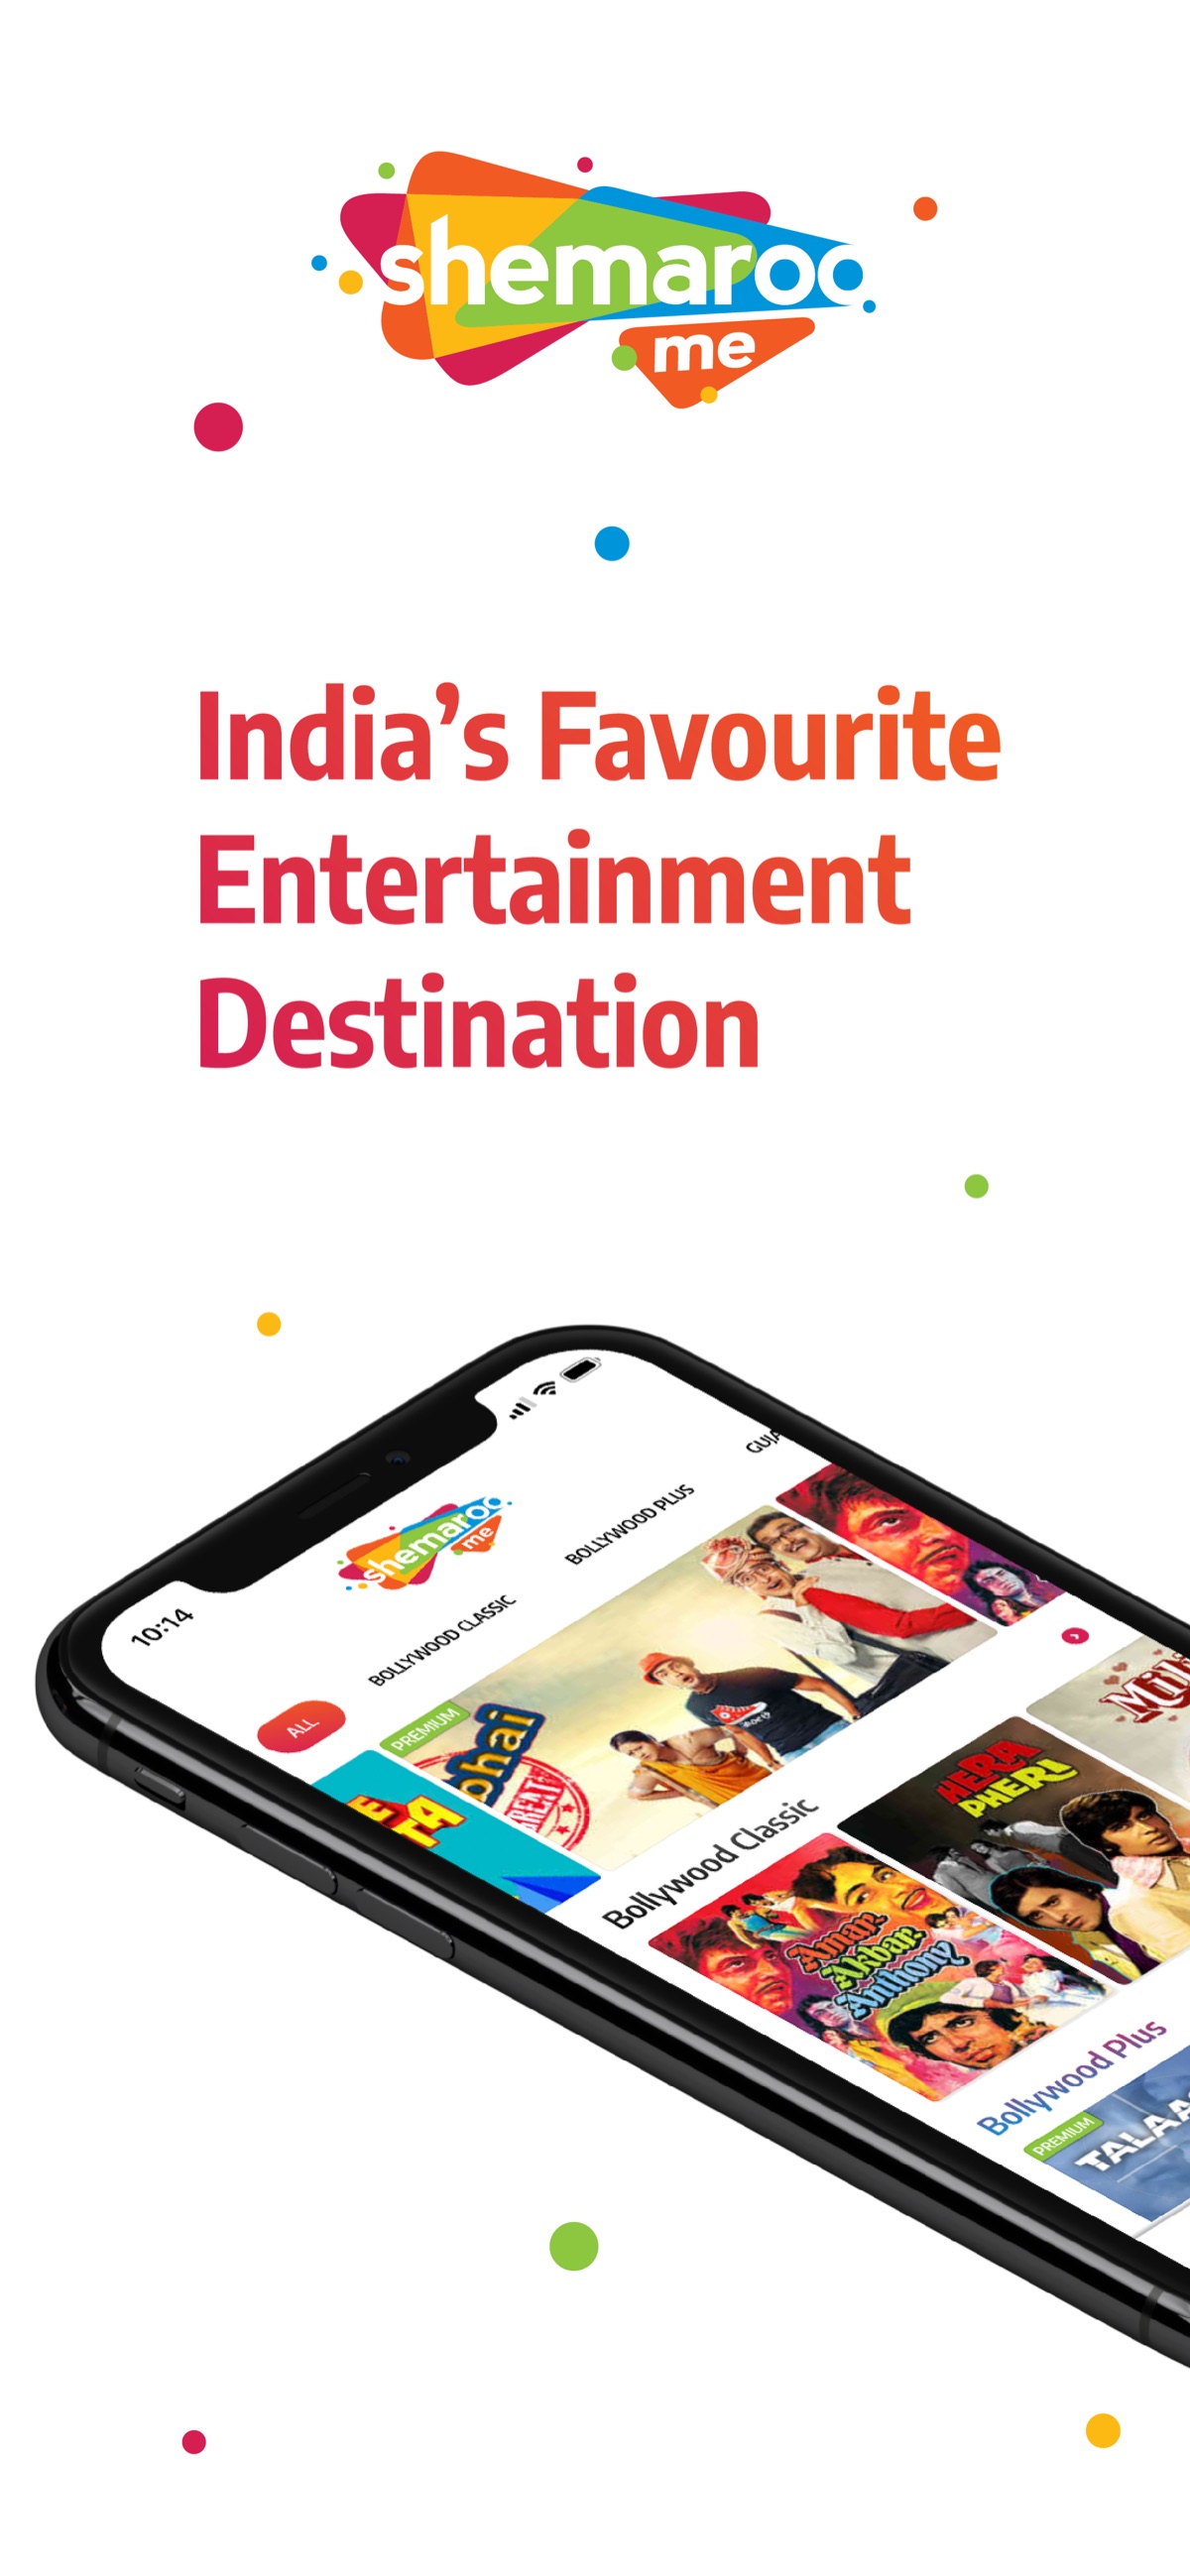 shemaroo
me
India’s Favourite
Entertainment
Destination
10:14
shemaroo
me
ALL
BOLLYWOOD CLASSIC
BOLLYWOOD PLUS
PREMIUM
Bollywood Classic
Amar
Akbar
Anthony
HERA
PHERI
Bollywood Plus
PREMIUM